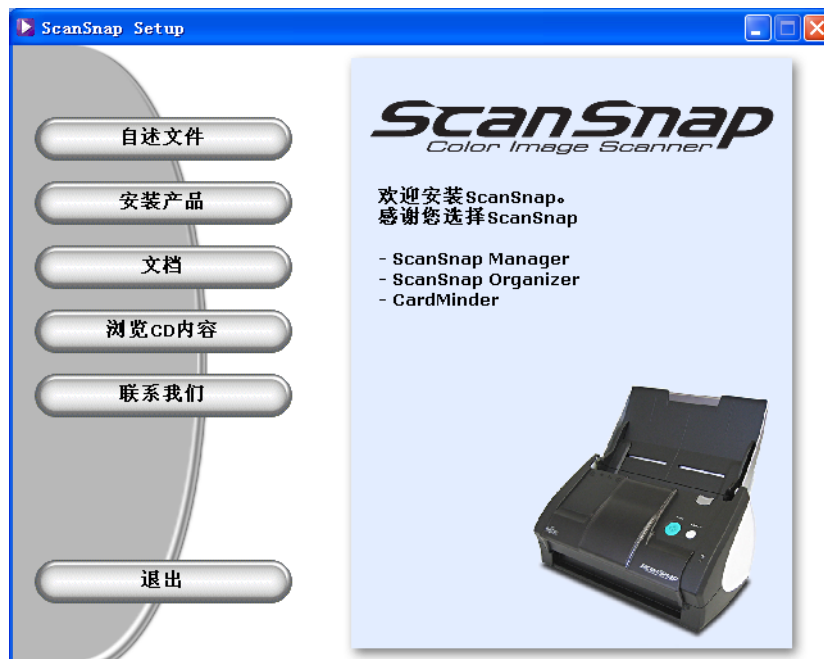 ScanSnap Setup
自述文件
安装产品
文档
浏览CD内容
联系我们
退出
ScanSnap
Color Image Scanner
欢迎安装ScanSnap。
感谢您选择ScanSnap
- ScanSnap Manager
- ScanSnap Organizer
- CardMinder
ScanSnap